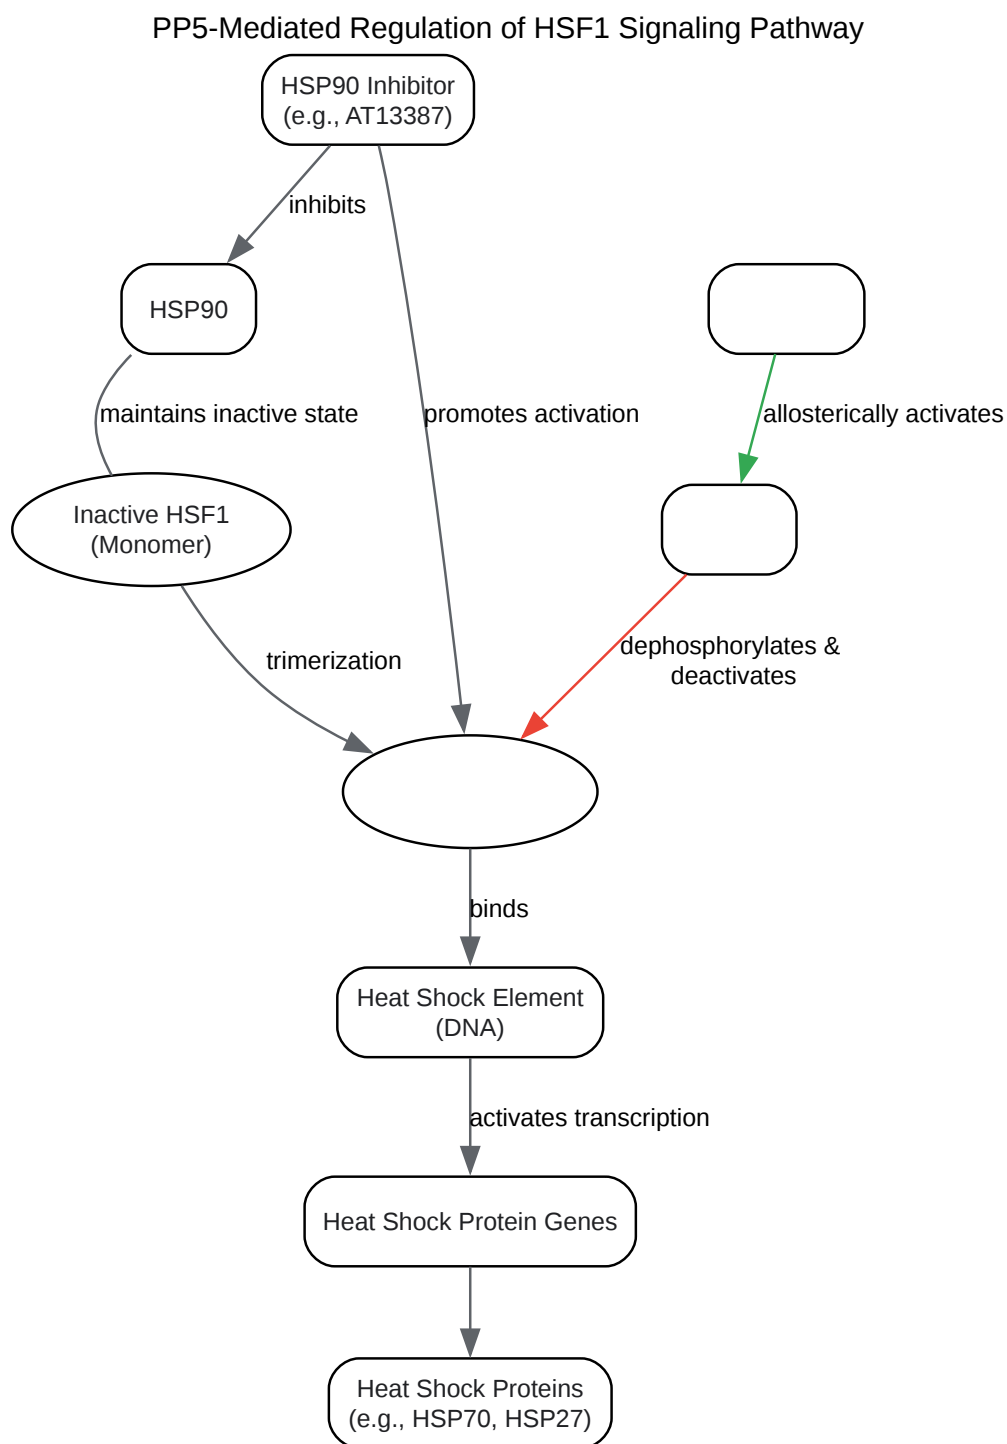 PP5-Mediated Regulation of HSF1 Signaling Pathway
HSP90 Inhibitor
(e.g., AT13387)
inhibits
HSP90
maintains inactive state
promotes activation
allosterically activates
Inactive HSF1
(Monomer)
trimerization
dephosphorylates &
deactivates
binds
Heat Shock Element
(DNA)
activates transcription
Heat Shock Protein Genes
Heat Shock Proteins
(e.g., HSP70, HSP27)